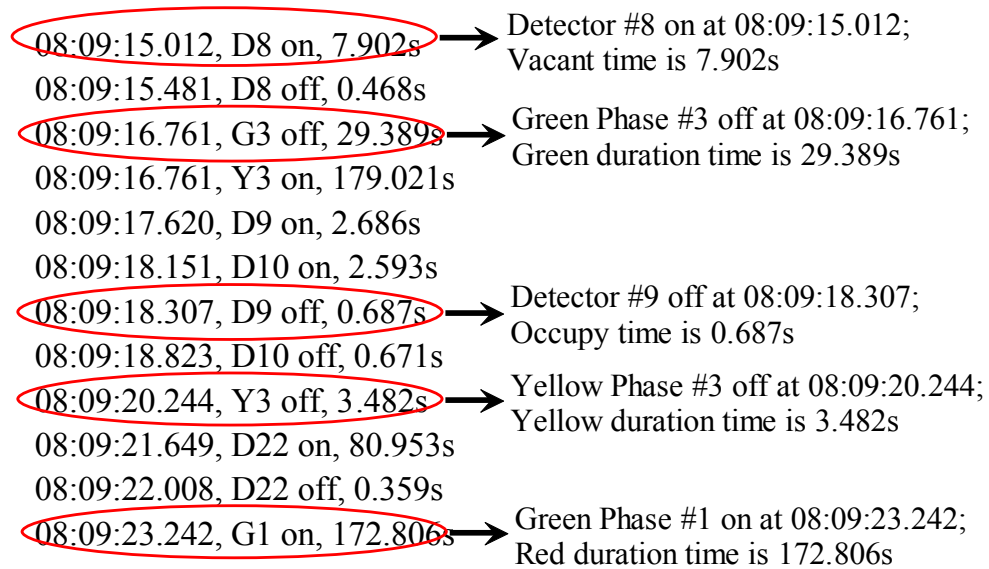 08:09:15.012, D8 on, 7.902s
Detector #8 on at 08:09:15.012;
Vacant time is 7.902s
08:09:15.481, D8 off, 0.468s
08:09:16.761, G3 off, 29.389s
Green Phase #3 off at 08:09:16.761;
Green duration time is 29.389s
08:09:16.761, Y3 on, 179.021s
08:09:17.620, D9 on, 2.686s
08:09:18.151, D10 on, 2.593s
08:09:18.307, D9 off, 0.687s
Detector #9 off at 08:09:18.307;
Occupy time is 0.687s
08:09:18.823, D10 off, 0.671s
08:09:20.244, Y3 off, 3.482s
Yellow Phase #3 off at 08:09:20.244;
Yellow duration time is 3.482s
08:09:21.649, D22 on, 80.953s
08:09:22.008, D22 off, 0.359s
08:09:23.242, G1 on, 172.806s
Green Phase #1 on at 08:09:23.242;
Red duration time is 172.806s